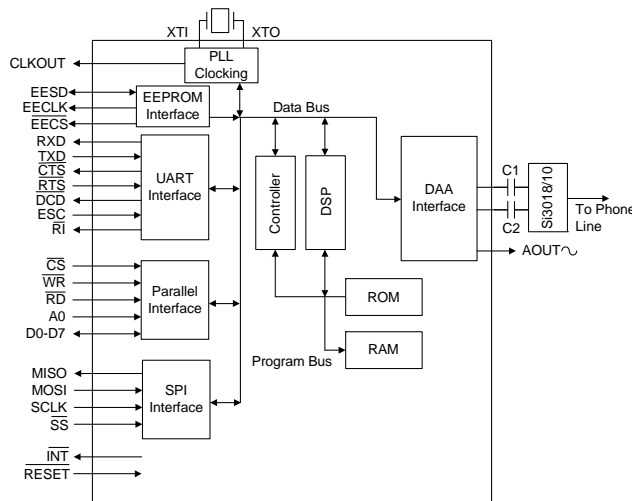 XTI
XTO
CLKOUT
PLL
Clocking
EESD
EECLK
EECS
EEPROM
Interface
Data Bus
RXD
TXD
CTS
RTS
DCD
ESC
RI
UART
Interface
Controller
DSP
DAA
Interface
C1
C2
Si3018/10
To Phone
Line
AOUT
CS
WR
RD
A0
D0-D7
Parallel
Interface
ROM
RAM
Program Bus
MISO
MOSI
SCLK
SS
SPI
Interface
INT
RESET